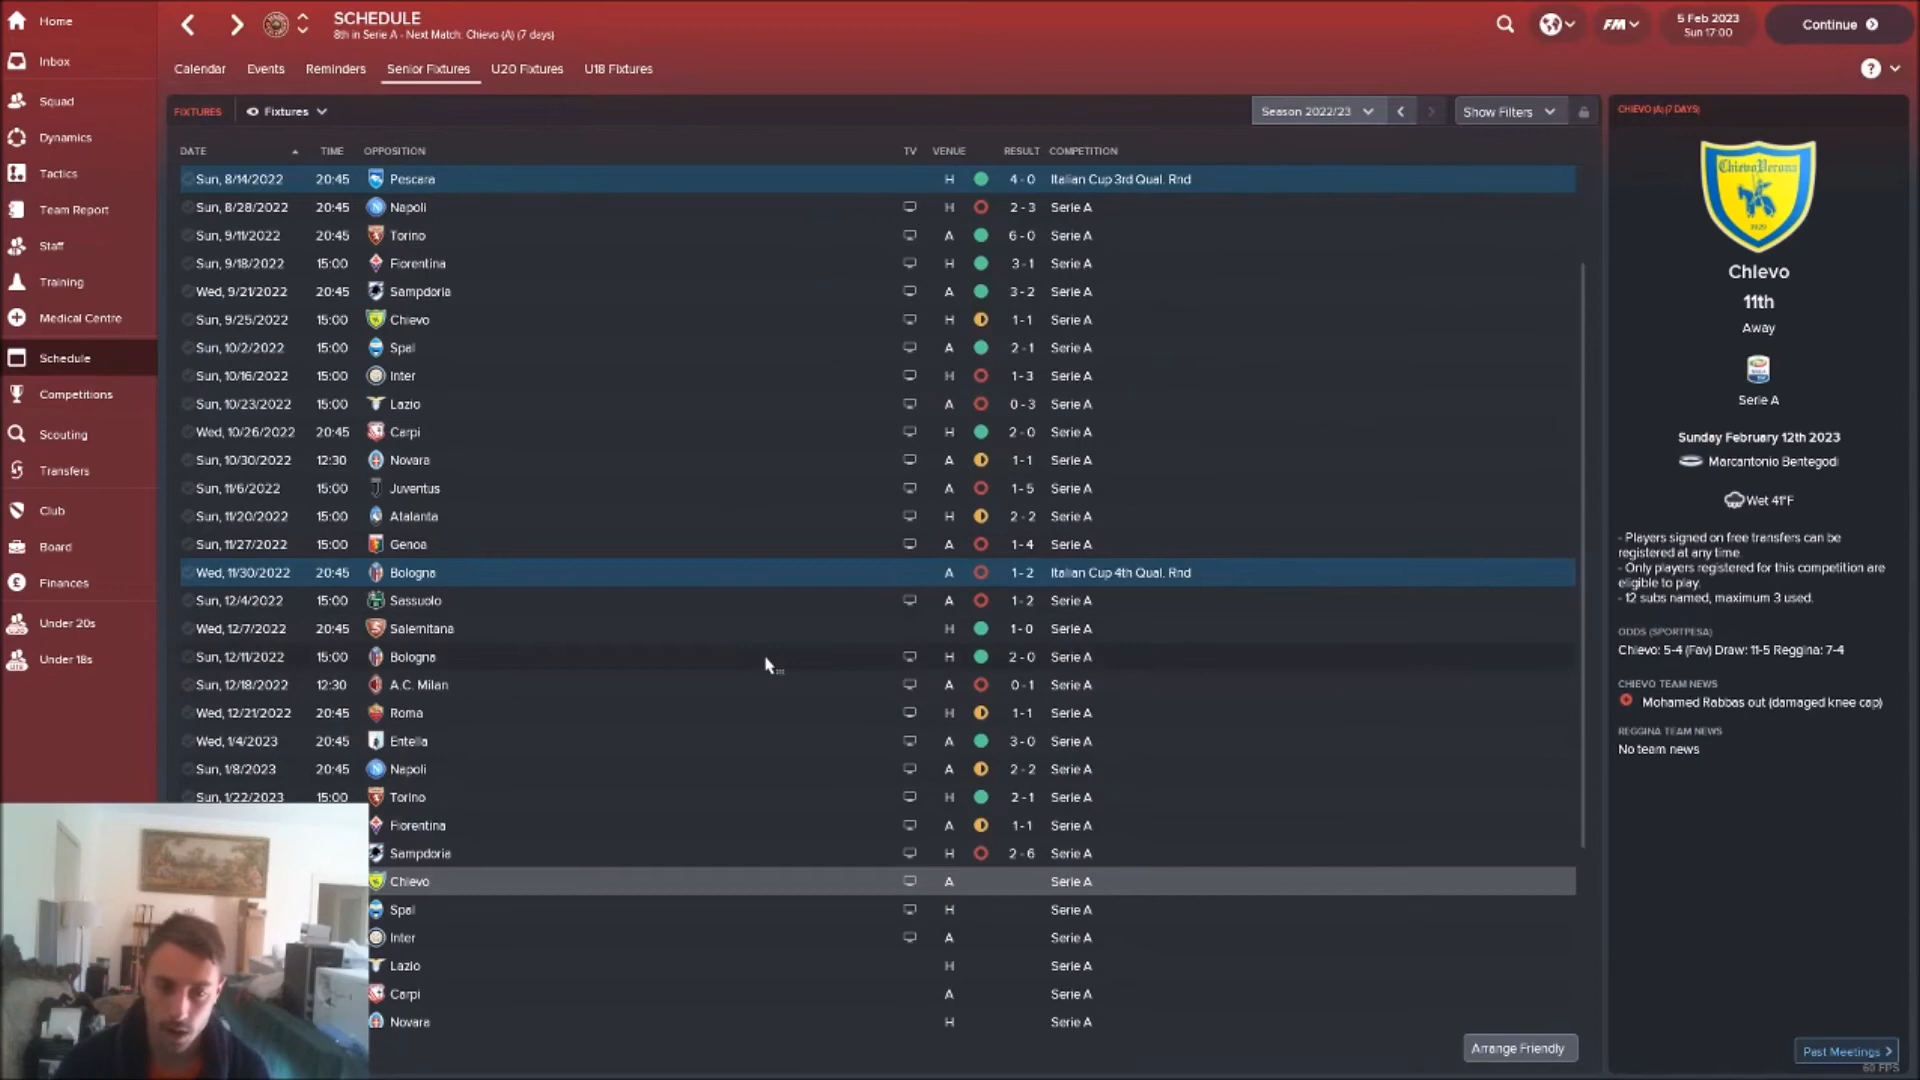 Home
Inbox
Squad
Dynamics
Tactics
Team Report
Staff
Training
Medical Centre
Schedule
Competitions
Scouting
Transfers
Club
Board
Finances
Under 20s
Under 18s
SCHEDULE
8th in Serie A - Next Match: Chievo (A) (7 days)
FM
5 Feb 2023
Sun 17:00
Continue
Calendar Events Reminders Senior Fixtures U20 Fixtures U18 Fixtures
FIXTURES Fixtures Season 2022/23 Show Filters
DATE TIME OPPOSITION TV VENUE RESULT COMPETITION
Sun, 8/14/2022 20:45 Pescara H 4 - 0 Italian Cup 3rd Qual. Rnd
Sun, 8/28/2022 20:45 Napoli H 2 - 3 Serie A
Sun, 9/11/2022 20:45 Torino A 6 - 0 Serie A
Sun, 9/18/2022 15:00 Fiorentina H 3 - 1 Serie A
Wed, 9/21/2022 20:45 Sampdoria A 3 - 2 Serie A
Sun, 9/25/2022 15:00 Chievo H 1 - 1 Serie A
Sun, 10/2/2022 15:00 Spal A 2 - 1 Serie A
Sun, 10/16/2022 15:00 Inter H 1 - 3 Serie A
Sun, 10/23/2022 15:00 Lazio A 0 - 3 Serie A
Wed, 10/26/2022 20:45 Carpi H 2 - 0 Serie A
Sun, 10/30/2022 12:30 Novara A 1 - 1 Serie A
Sun, 11/6/2022 15:00 Juventus A 1 - 5 Serie A
Sun, 11/20/2022 15:00 Atalanta H 2 - 2 Serie A
Sun, 11/27/2022 15:00 Genoa A 1 - 4 Serie A
Wed, 11/30/2022 20:45 Bologna A 1 - 2 Italian Cup 4th Qual. Rnd
Sun, 12/4/2022 15:00 Sassuolo A 1 - 2 Serie A
Wed, 12/7/2022 20:45 Salernitana H 1 - 0 Serie A
Sun, 12/11/2022 15:00 Bologna H 2 - 0 Serie A
Sun, 12/18/2022 12:30 A.C. Milan A 0 - 1 Serie A
Wed, 12/21/2022 20:45 Roma H 1 - 1 Serie A
Wed, 1/4/2023 20:45 Entella A 3 - 0 Serie A
Sun, 1/8/2023 20:45 Napoli A 2 - 2 Serie A
Sun, 1/22/2023 15:00 Torino H 2 - 1 Serie A
Fiorentina A 1 - 1 Serie A
Sampdoria H 2 - 6 Serie A
Chievo A Serie A
Spal H Serie A
Inter A Serie A
Lazio H Serie A
Carpi A Serie A
Novara H Serie A
Arrange Friendly
CHIEVO (A) (7 DAYS)
ChievoVerona
1929
Chievo
11th
Away
Serie A
Sunday February 12th 2023
Marcantonio Bentegodi
Wet 41°F
- Players signed on free transfers can be
registered at any time.
- Only players registered for this competition are
eligible to play.
- 12 subs named, maximum 3 used.
ODDS (SPORTPESA)
Chievo: 5-4 (Fav) Draw: 11-5 Reggina: 7-4
CHIEVO TEAM NEWS
Mohamed Rabbas out (damaged knee cap)
REGGINA TEAM NEWS
No team news
Past Meetings
60 FPS